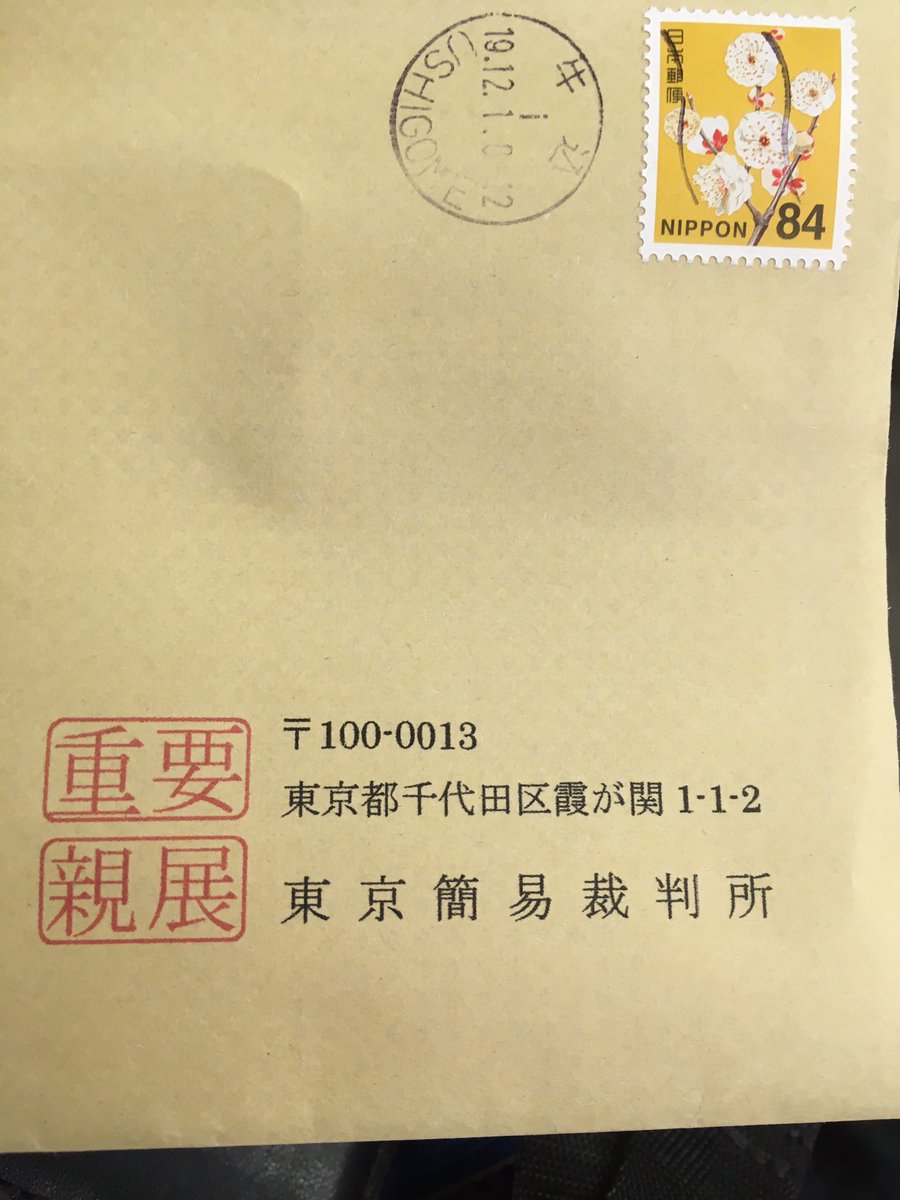 牛込
19.12.1.8-12
USHIGOME
日本郵便
NIPPON 84
重要
親展
〒100-0013
東京都千代田区霞が関1-1-2
東京簡易裁判所